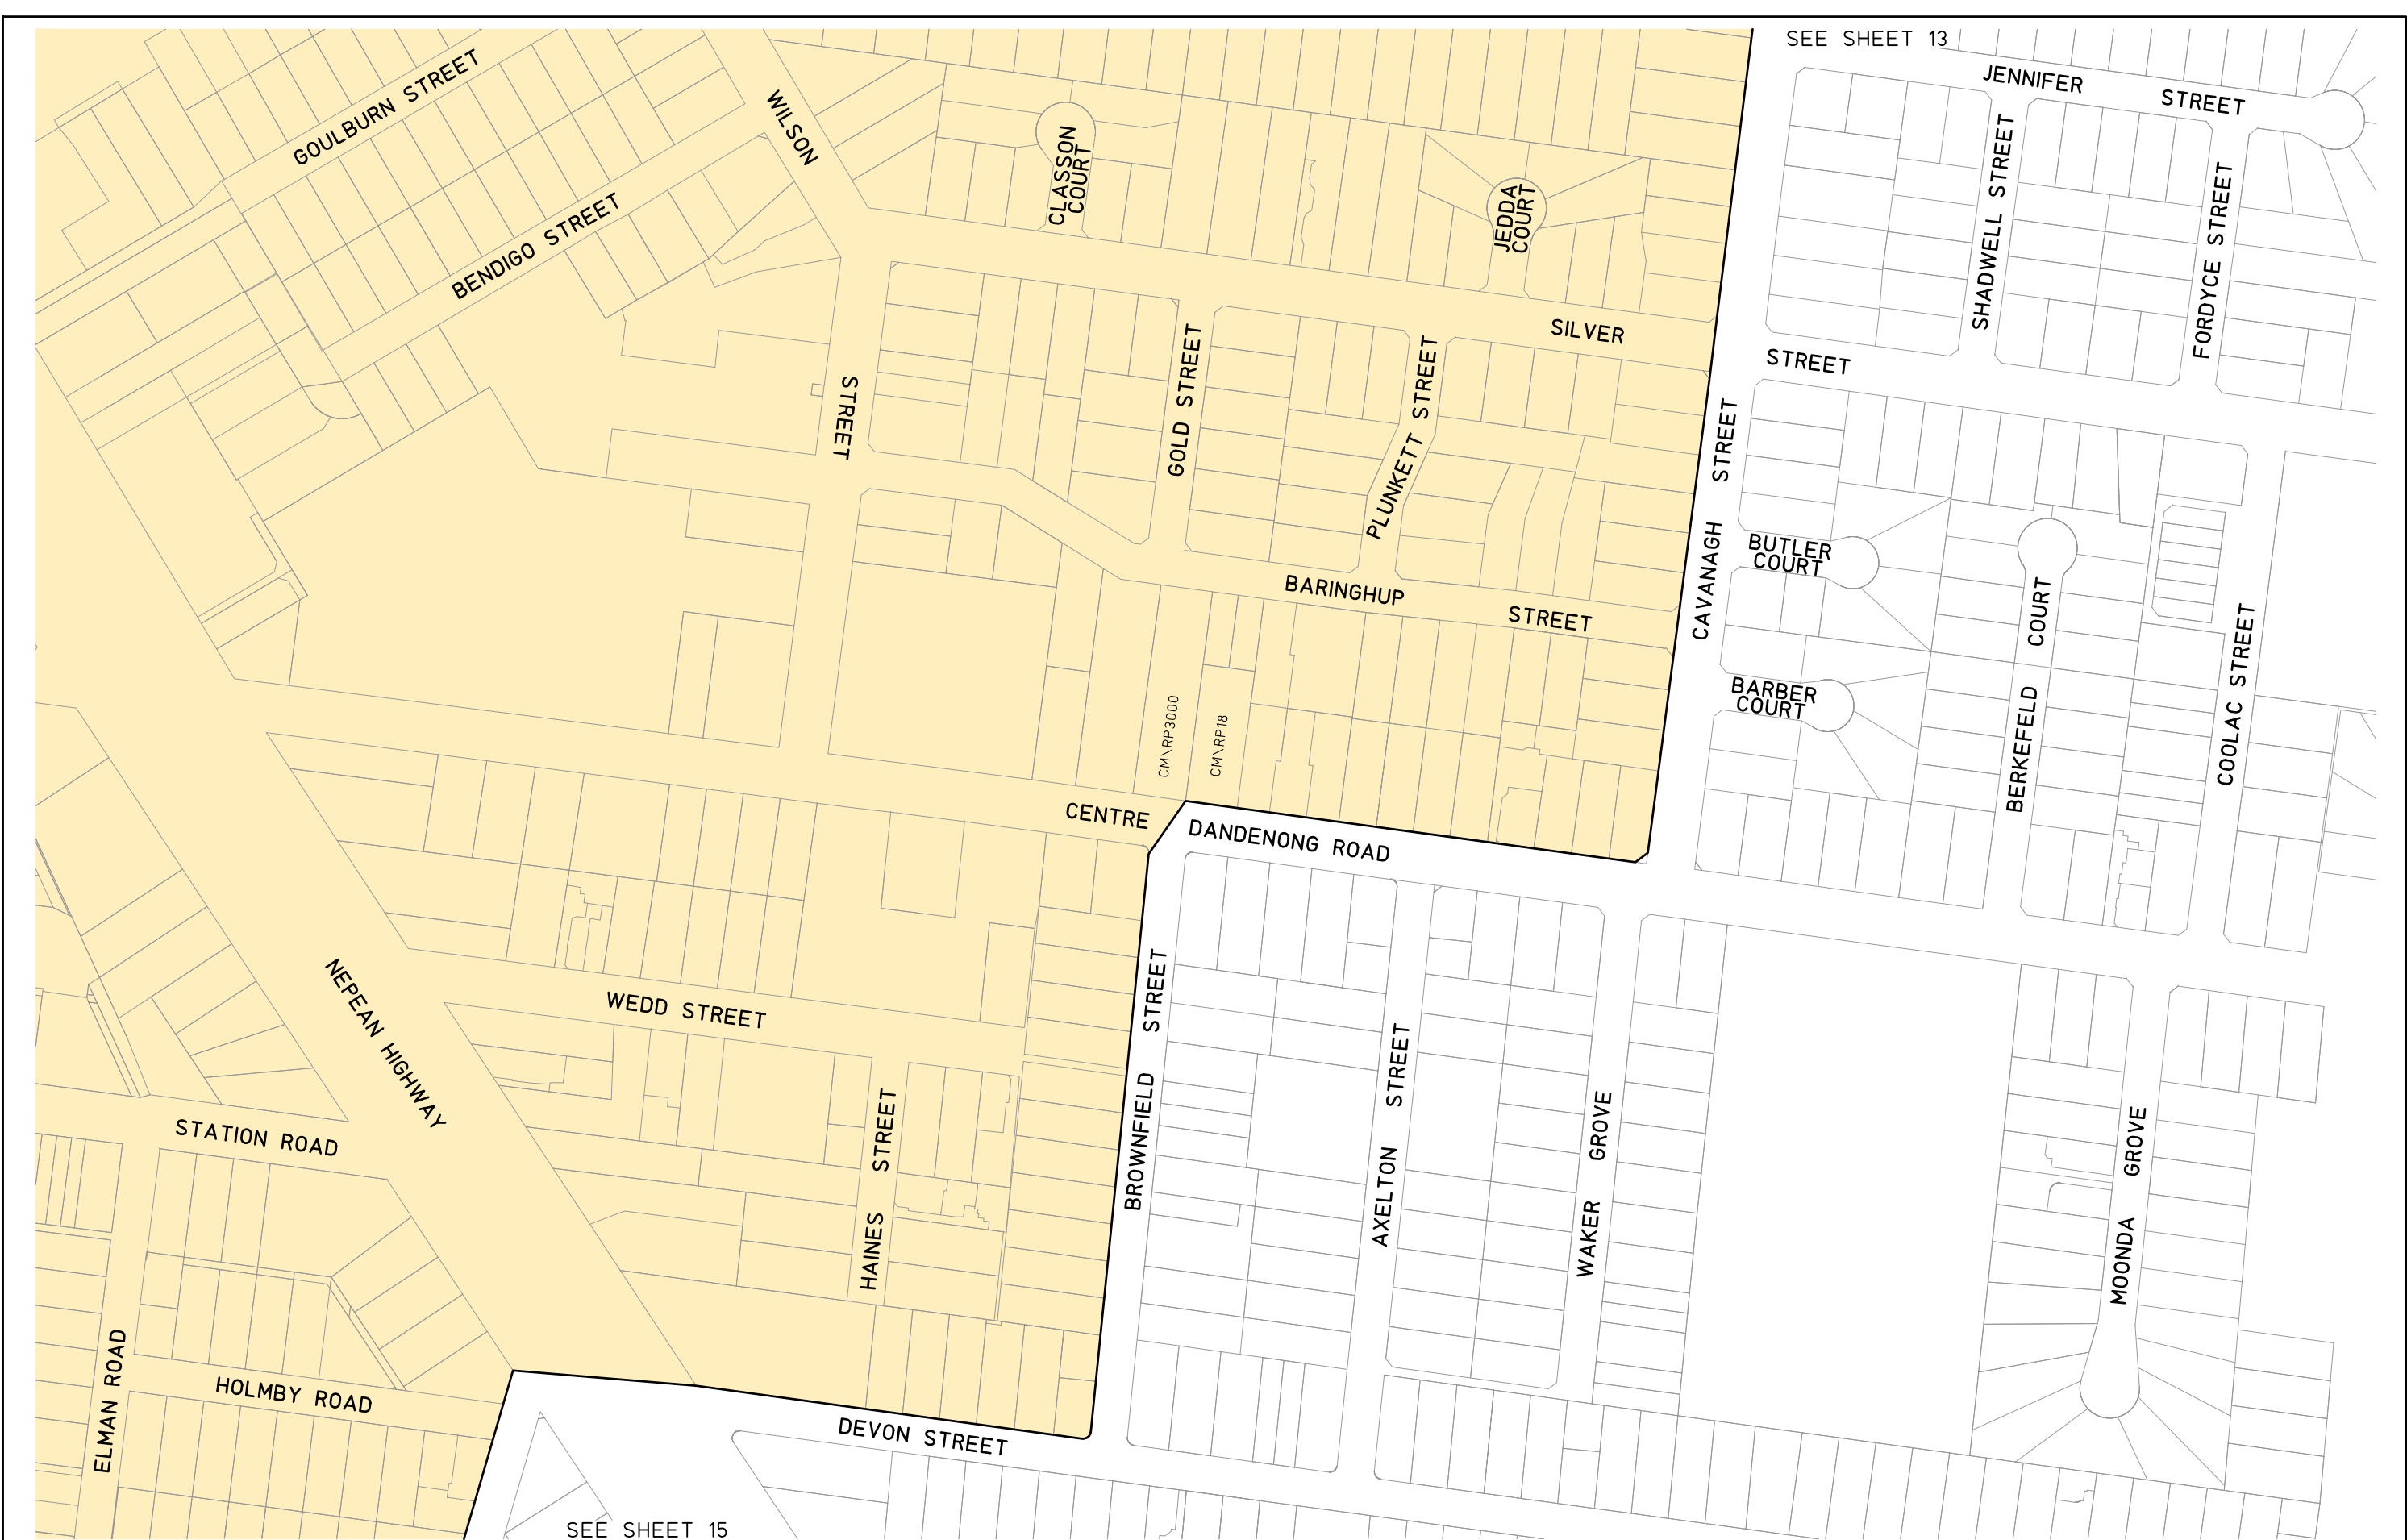 SEE SHEET 13
GOULBURN STREET
WILSON
STREET
JENNIFER STREET
CLASSON
COURT
JEDDA
COURT
SHADWELL STREET
FORDYCE STREET
BENDIGO STREET
SILVER
STREET
GOLD STREET
PLUNKETT STREET
CAVANAGH STREET
BUTLER
COURT
BARINGHUP STREET
BERKEFELD COURT
COOLAC STREET
BARBER
COURT
CM\RP3000
CM\RP18
CENTRE
DANDENONG ROAD
NEPEAN HIGHWAY
WEDD STREET
BROWNFIELD STREET
AXELTON STREET
WAKER GROVE
MOONDA GROVE
HAINES STREET
STATION ROAD
ELMAN ROAD
HOLMBY ROAD
DEVON STREET
SEE SHEET 15